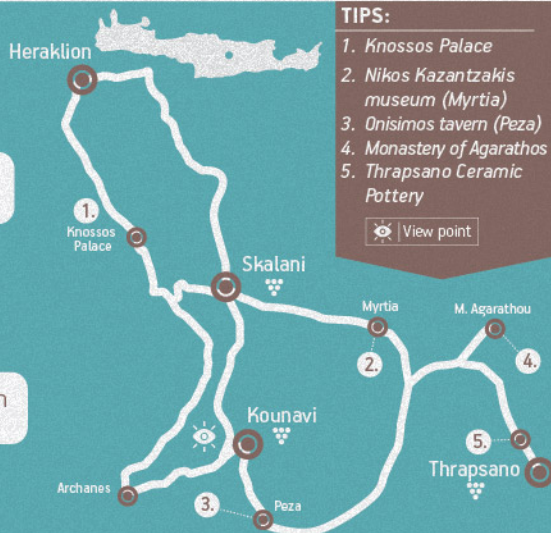 Heraklion
TIPS:
1. Knossos Palace
2. Nikos Kazantzakis
museum (Myrtia)
3. Onisimos tavern (Peza)
4. Monastery of Agarathos
5. Thrapsano Ceramic
Pottery
View point
1.
Knossos
Palace
Skalani
Myrtia
M. Agarathou
2.
4.
Kounavi
5.
Thrapsano
Archanes
3.
Peza
n